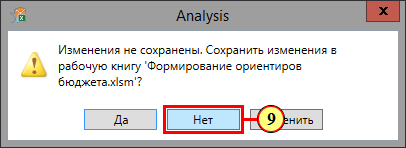 Analysis
x
Изменения не сохранены. Сохранить изменения в
рабочую книгу 'Формирование ориентиров
бюджета.xlsm'?
Да
Нет
9